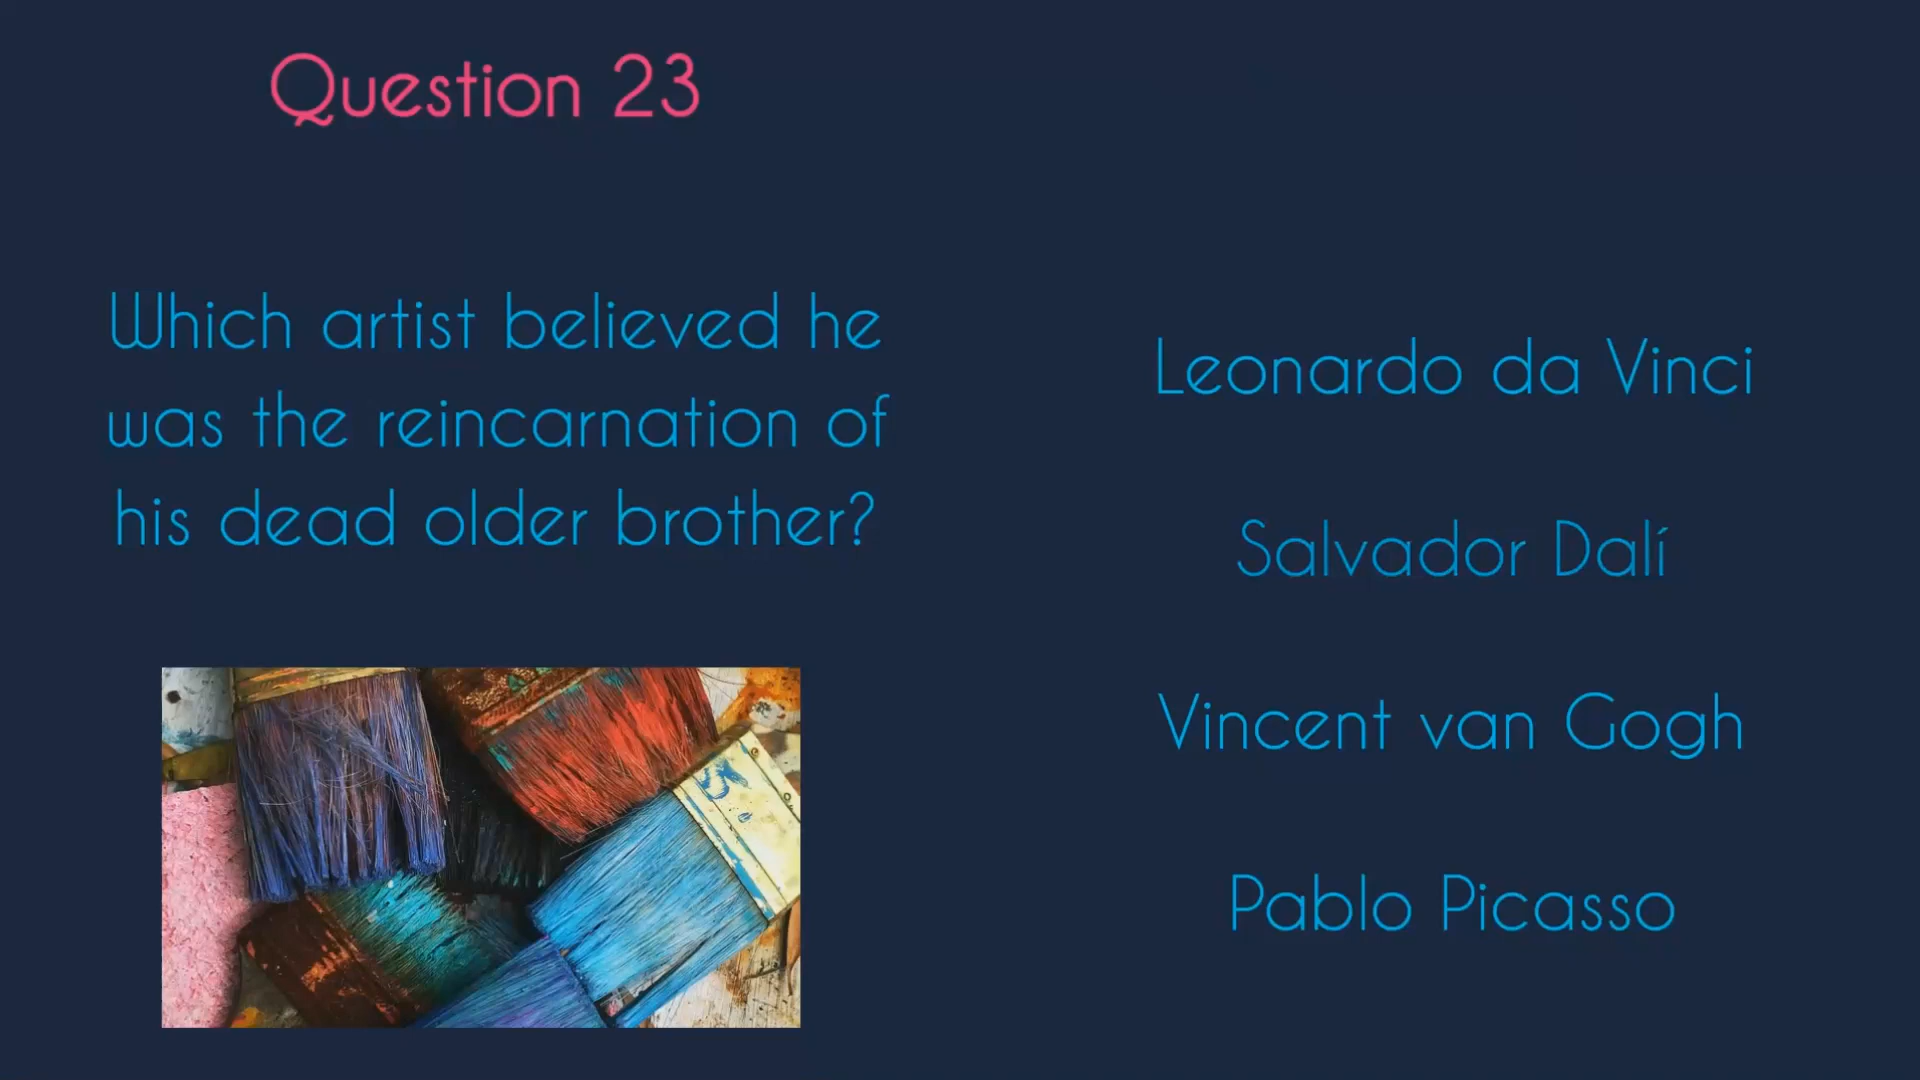 Question 23
Which artist believed he
was the reincarnation of
his dead older brother?
Leonardo da Vinci
Salvador Dalí
Vincent van Gogh
Pablo Picasso